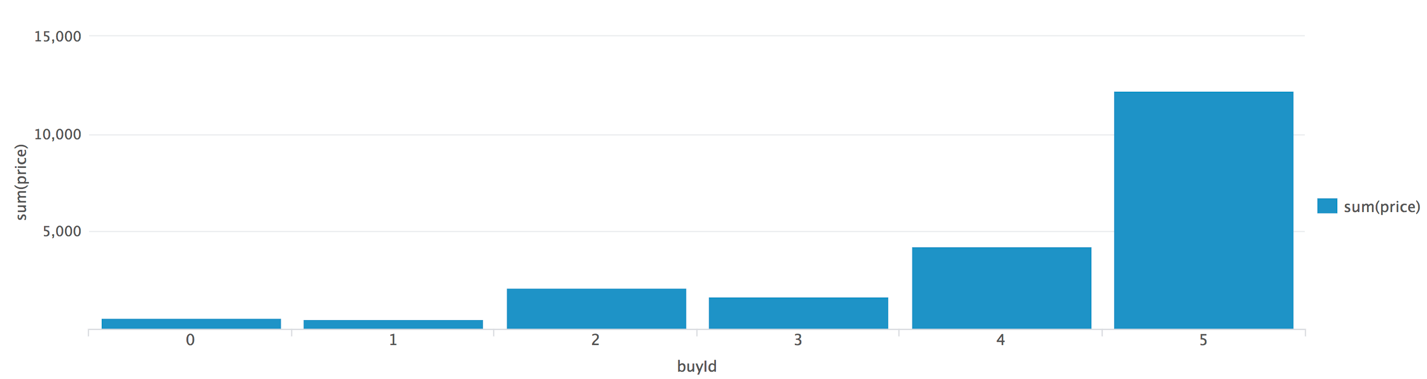 15,000
10,000
5,000
sum(price)
0 1 2 3 4 5
buyId
sum(price)